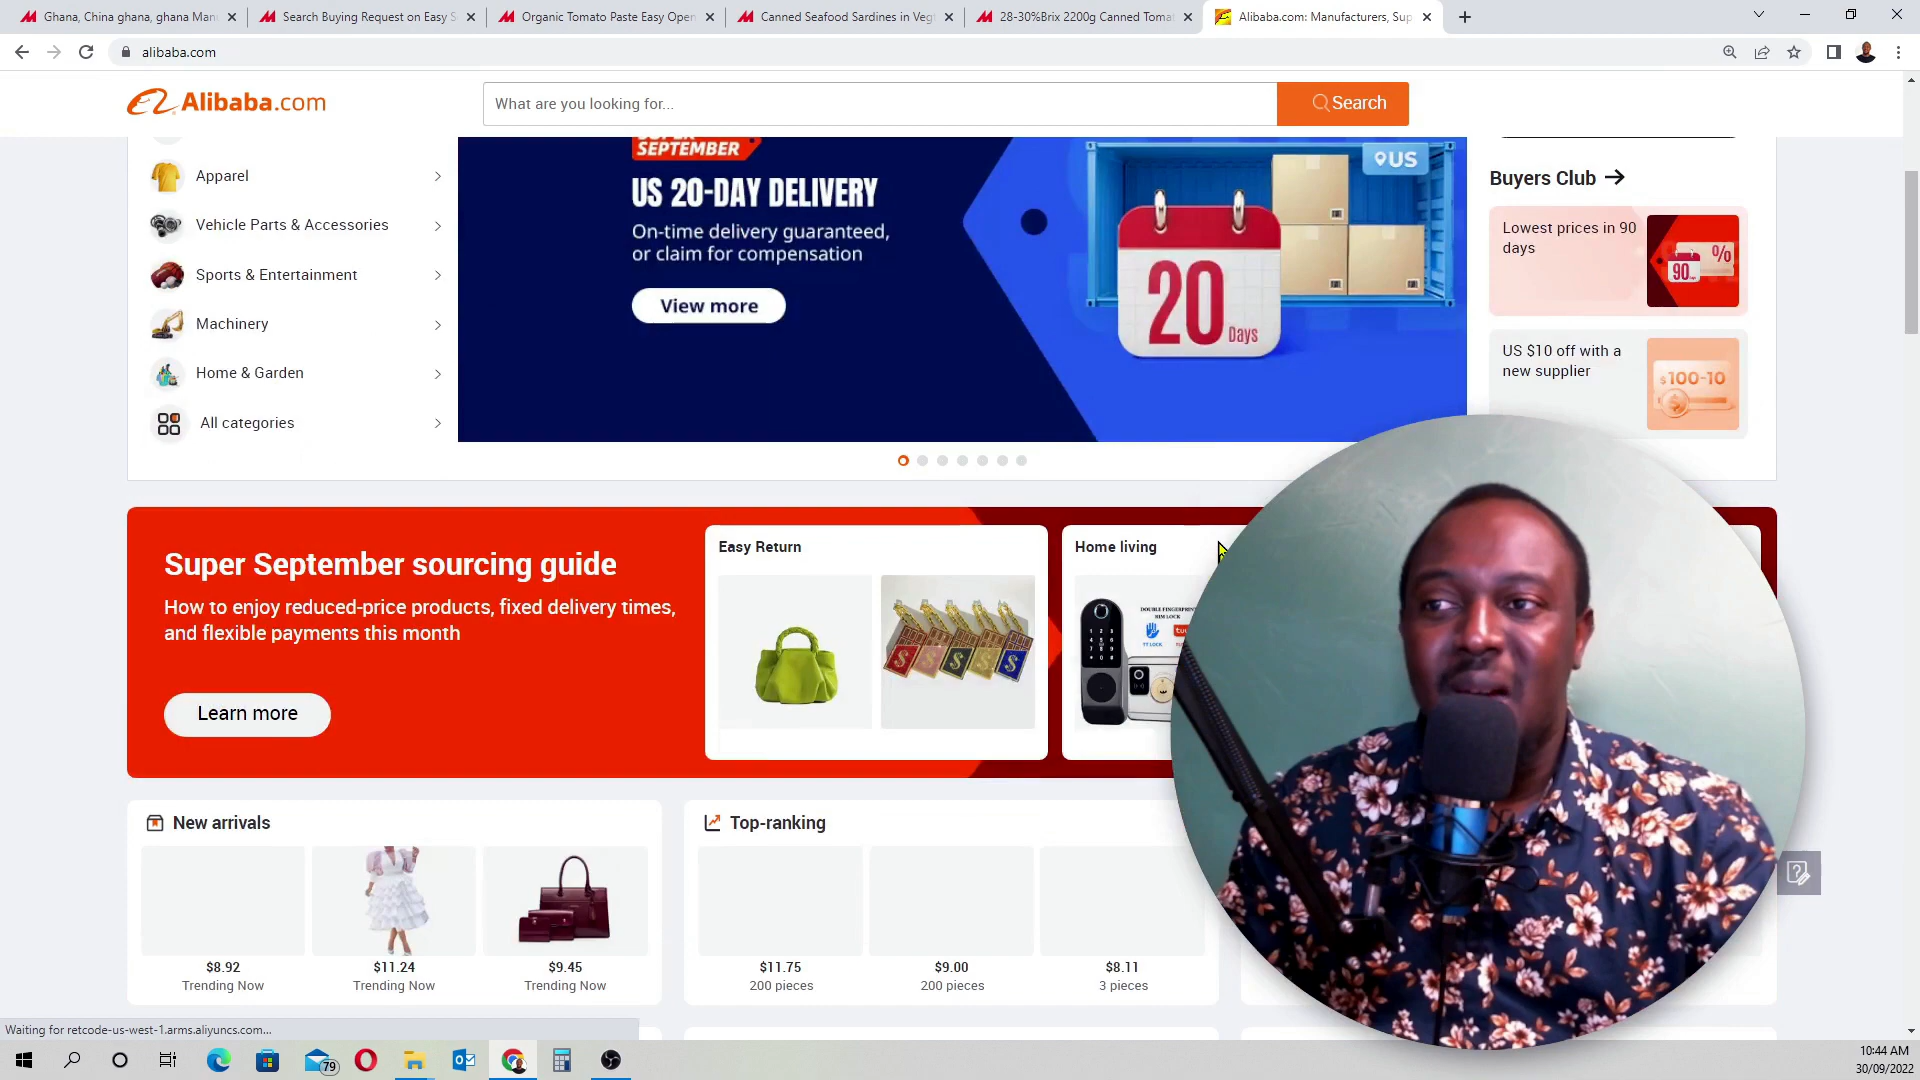 Ghana, China ghana, ghana Man
Search Buying Request on Easy S
Organic Tomato Paste Easy Open
Canned Seafood Sardines in Veg
28-30%Brix 2200g Canned Toma
Alibaba.com: Manufacturers, Sup
alibaba.com
Alibaba.com
What are you looking for...
Search
Apparel
Vehicle Parts & Accessories
Sports & Entertainment
Machinery
Home & Garden
All categories
SUPER
SEPTEMBER
US 20-DAY DELIVERY
On-time delivery guaranteed,
or claim for compensation
View more
US
20
Days
Buyers Club
Lowest prices in 90
days
90
%
US $10 off with a
new supplier
$100-10
Super September sourcing guide
How to enjoy reduced-price products, fixed delivery times,
and flexible payments this month
Learn more
Easy Return
Home living
DOUBLE FINGERPRINT
RIM LOCK
TT LOCK
New arrivals
$8.92
Trending Now
$11.24
Trending Now
$9.45
Trending Now
Top-ranking
$11.75
200 pieces
$9.00
200 pieces
$8.11
3 pieces
Waiting for retcode-us-west-1.arms.aliyuncs.com...
79
10:44 AM
30/09/2022